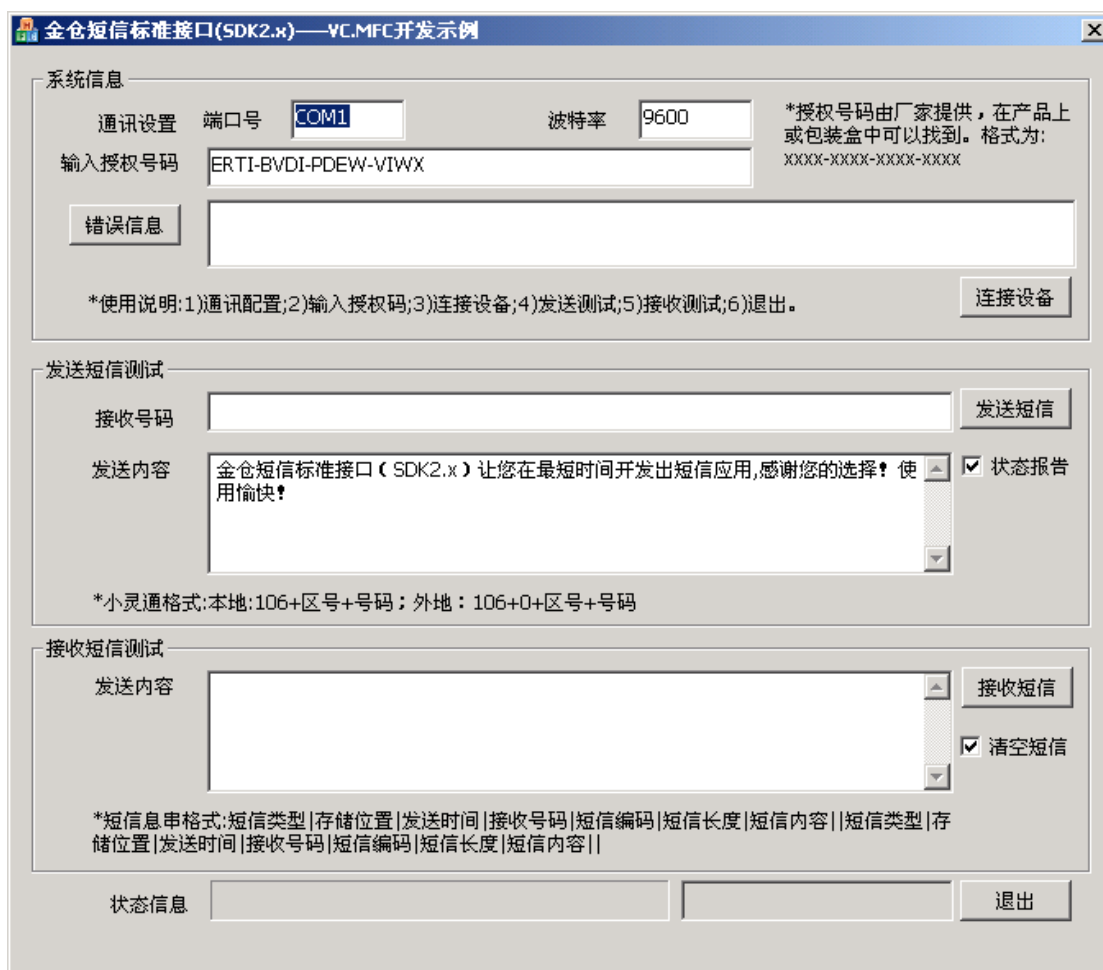 金仓短信标准接口(SDK2.x)——VC.MFC开发示例
系统信息
通讯设置 端口号 COM1 波特率 9600
*授权号码由厂家提供，在产品上
或包装盒中可以找到。格式为:
xxxx-xxxx-xxxx-xxxx
输入授权号码 ERTI-BVDI-PDEW-VIWX
错误信息
*使用说明:1)通讯配置;2)输入授权码;3)连接设备;4)发送测试;5)接收测试;6)退出。
连接设备
发送短信测试
接收号码
发送短信
发送内容
金仓短信标准接口（SDK2.x）让您在最短时间开发出短信应用,感谢您的选择！使
用愉快！
状态报告
*小灵通格式:本地:106+区号+号码；外地：106+0+区号+号码
接收短信测试
发送内容
接收短信
清空短信
*短信息串格式:短信类型|存储位置|发送时间|接收号码|短信编码|短信长度|短信内容||短信类型|存
储位置|发送时间|接收号码|短信编码|短信长度|短信内容||
状态信息
退出